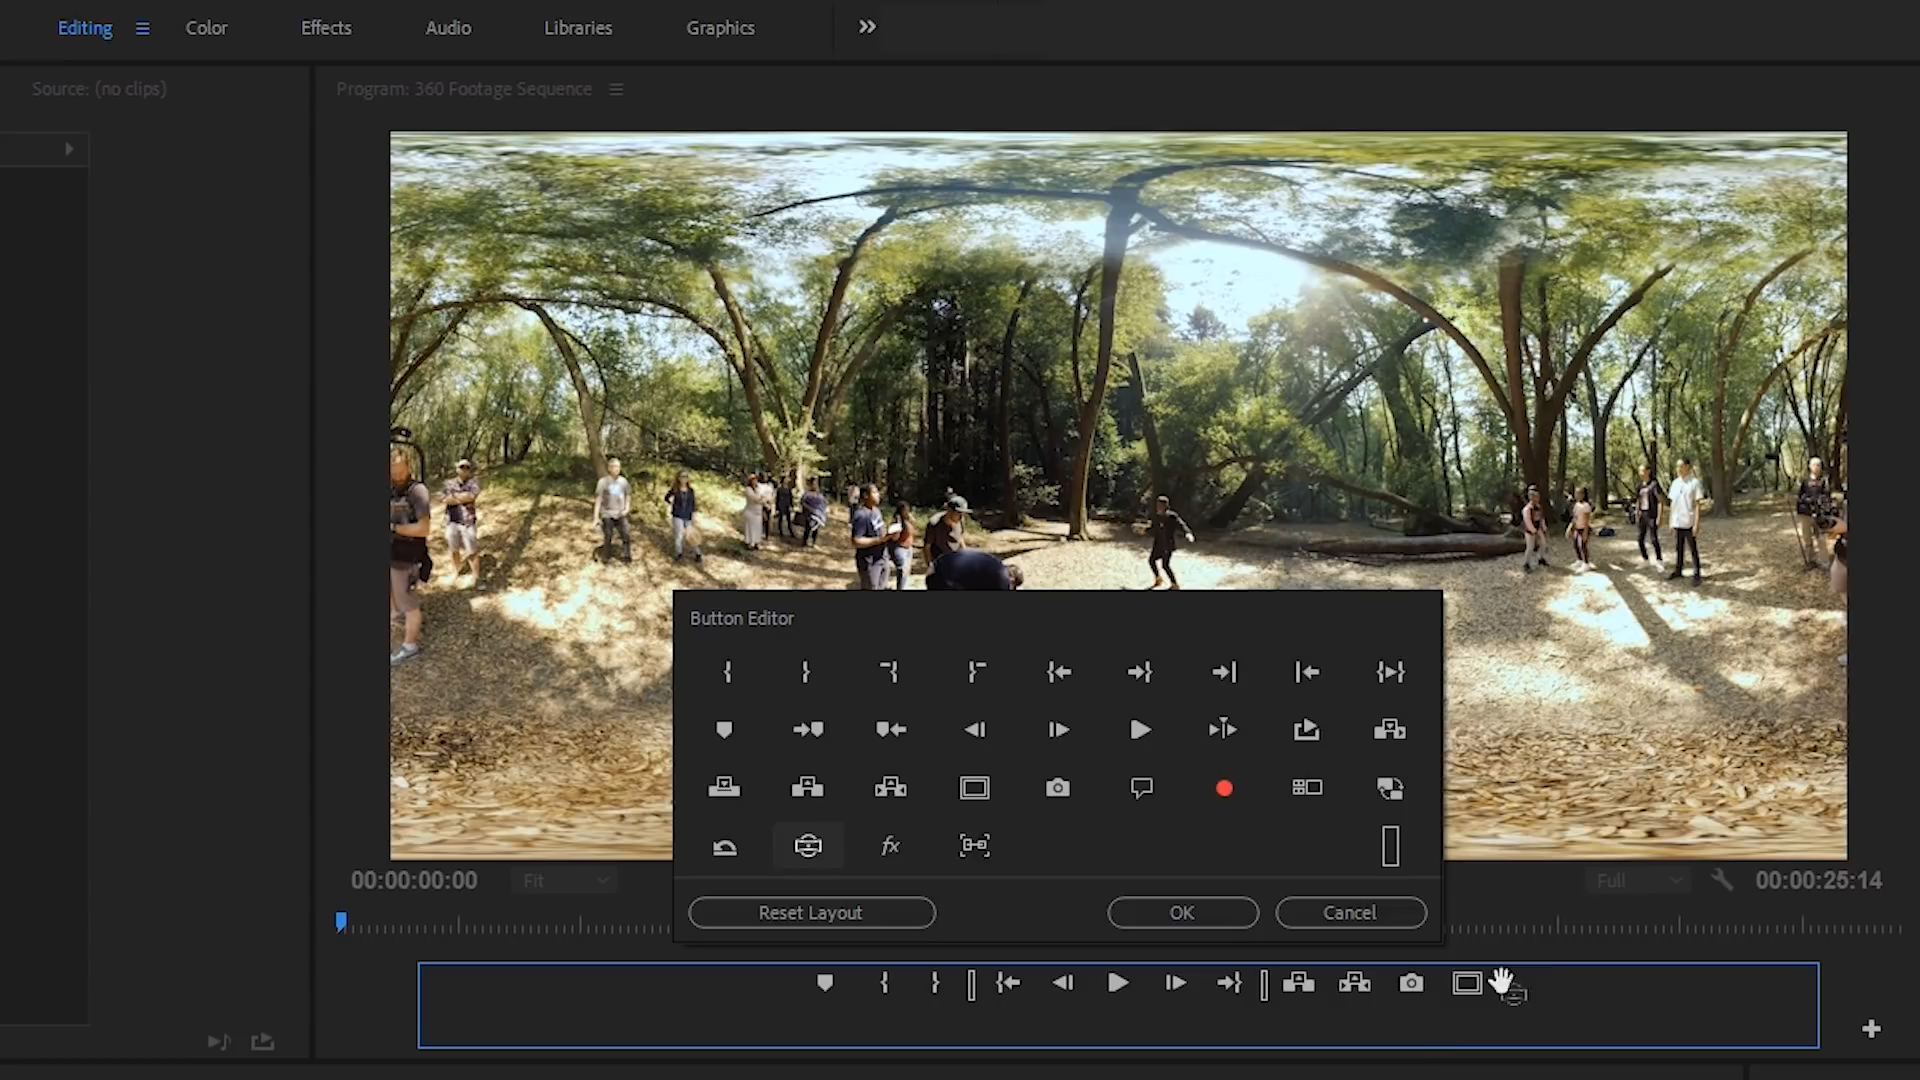 Editing Color Effects Audio Libraries Graphics
Source: (no clips)
Program: 360 Footage Sequence
Button Editor
fx
00:00:00:00 Fit
Full 00:00:25:14
Reset Layout OK Cancel